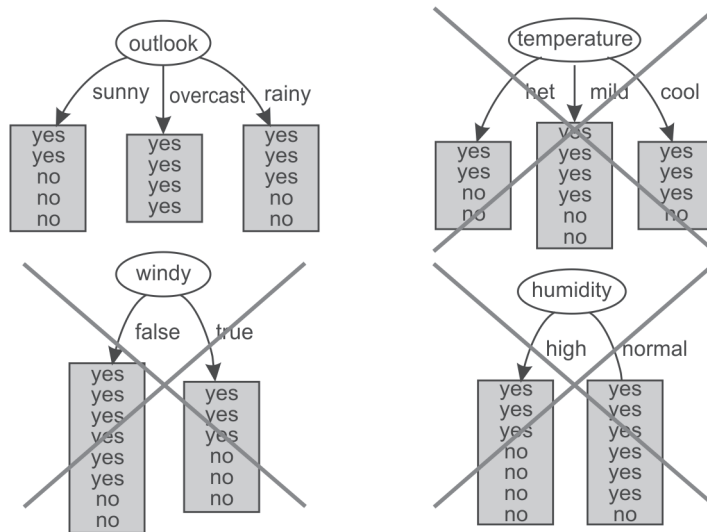 outlook
sunny overcast rainy
yes
yes
no
no
no
yes
yes
yes
yes
yes
yes
yes
no
no
temperature
het mild cool
yes
yes
no
no
yes
yes
yes
yes
no
no
yes
yes
yes
no
windy
false true
yes
yes
yes
yes
yes
yes
no
no
yes
yes
yes
no
no
no
humidity
high normal
yes
yes
yes
no
no
no
no
yes
yes
yes
yes
yes
yes
no